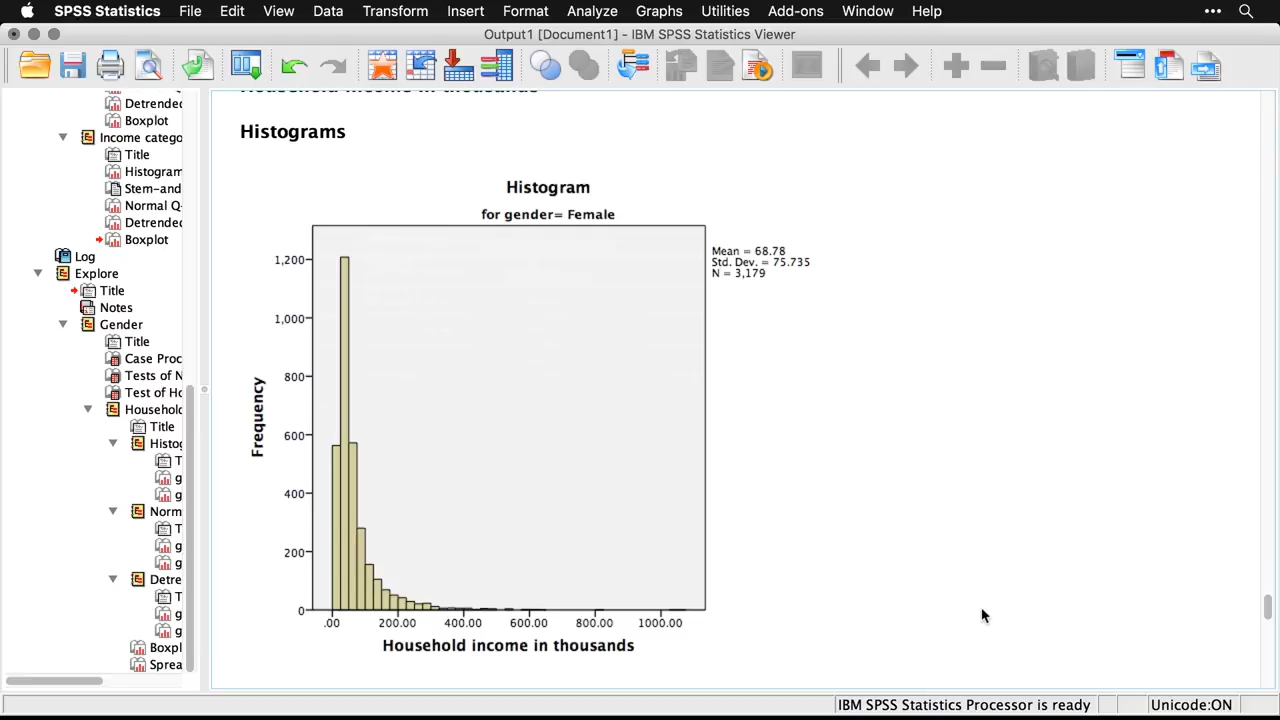 SPSS Statistics File Edit View Data Transform Insert Format Analyze Graphs Utilities Add-ons Window Help
Output1 [Document1] - IBM SPSS Statistics Viewer
Detrended
Boxplot
Income catego
Title
Histogram
Stem-and
Normal Q
Detrended
Boxplot
Log
Explore
Title
Notes
Gender
Title
Case Proc
Tests of N
Test of Ho
Household
Title
Histog
T
g
g
Norm
T
g
g
Detre
T
g
g
Boxpl
Sprea
Household income in thousands
Histograms
Histogram
for gender= Female
Mean = 68.78
Std. Dev. = 75.735
N = 3,179
Frequency
1,200
1,000
800
600
400
200
0
.00 200.00 400.00 600.00 800.00 1000.00
Household income in thousands
IBM SPSS Statistics Processor is ready Unicode:ON